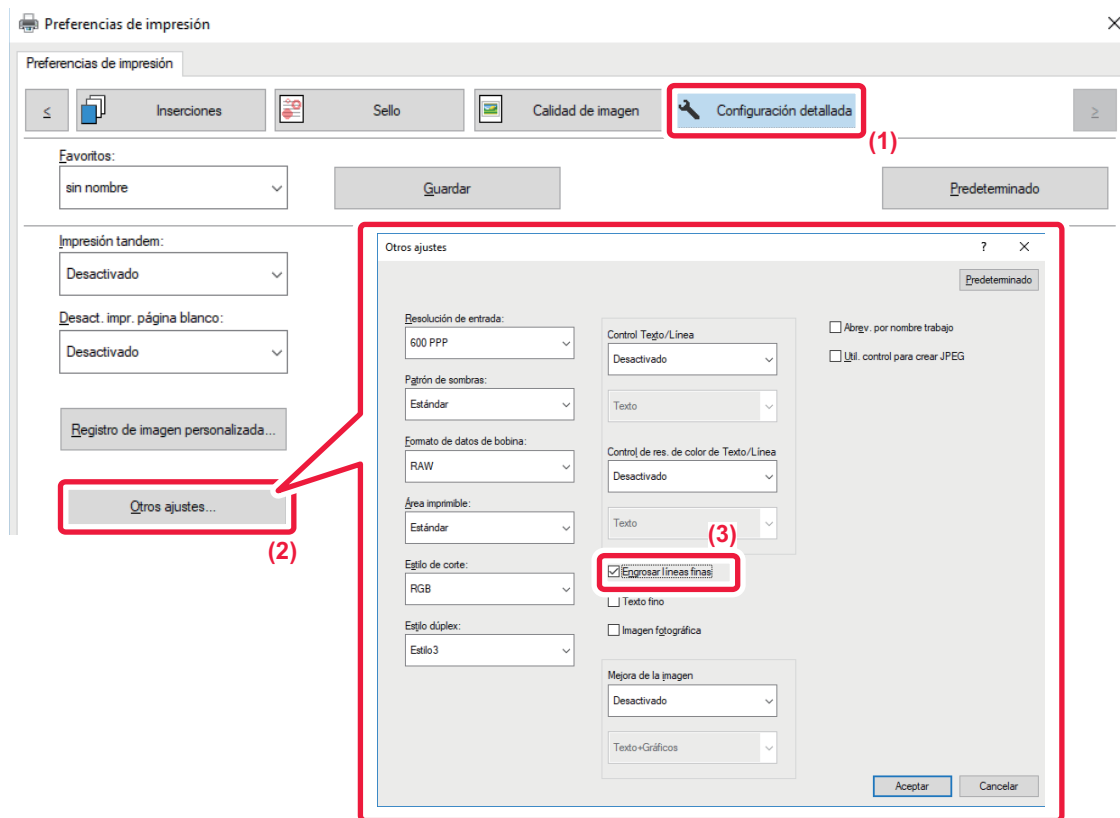 Preferencias de impresión
Preferencias de impresión
≤
Inserciones
Sello
Calidad de imagen
Configuración detallada
≥
(1)
Favoritos:
sin nombre
Guardar
Predeterminado
Impresión tandem:
Desactivado
Desact. impr. página blanco:
Desactivado
Registro de imagen personalizada...
Otros ajustes...
(2)
Otros ajustes
?
Predeterminado
Resolución de entrada:
600 PPP
Patrón de sombras:
Estándar
Formato de datos de bobina:
RAW
Área imprimible:
Estándar
Estilo de corte:
RGB
Estilo dúplex:
Estilo3
Control Texto/Línea
Desactivado
Texto
Control de res. de color de Texto/Línea
Desactivado
Texto
(3)
Engrosar líneas finas
Texto fino
Imagen fotográfica
Mejora de la imagen
Desactivado
Texto+Gráficos
Abrev. por nombre trabajo
Util. control para crear JPEG
Aceptar
Cancelar